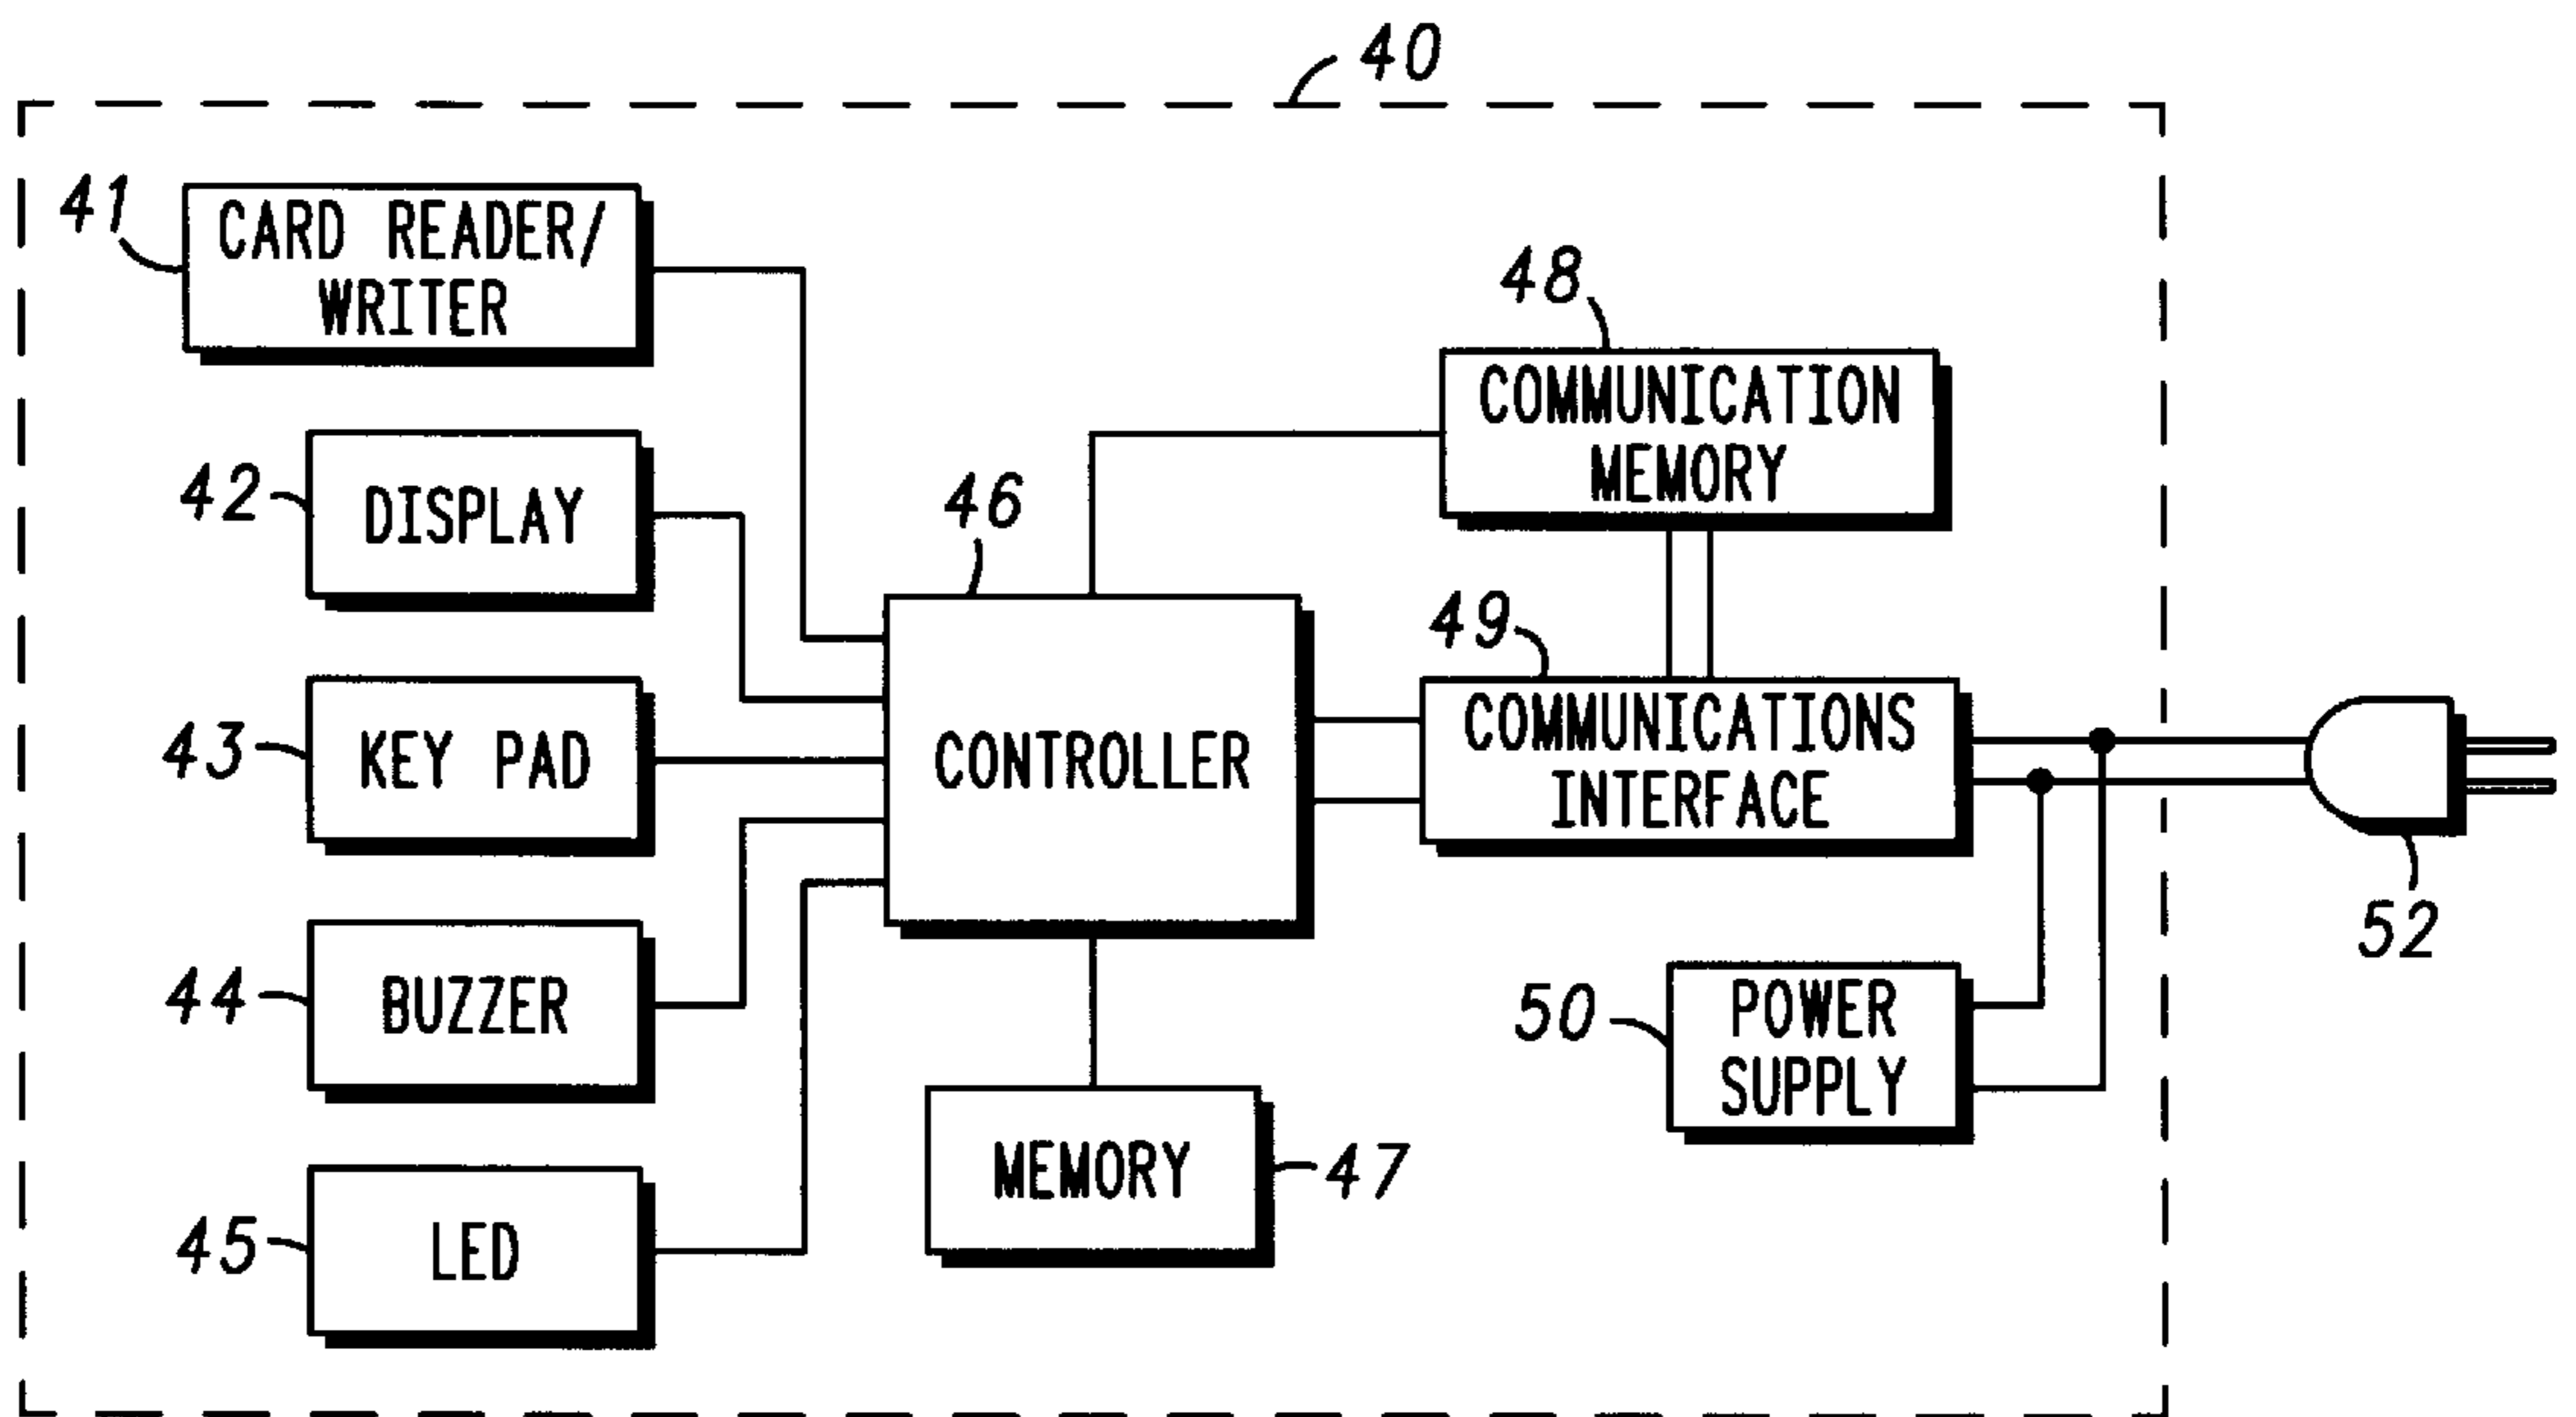 40
41
CARD READER/
WRITER
48
COMMUNICATION
MEMORY
42
DISPLAY
46
49
43
KEY PAD
CONTROLLER
COMMUNICATIONS
INTERFACE
52
44
BUZZER
50
POWER
SUPPLY
MEMORY
47
45
LED